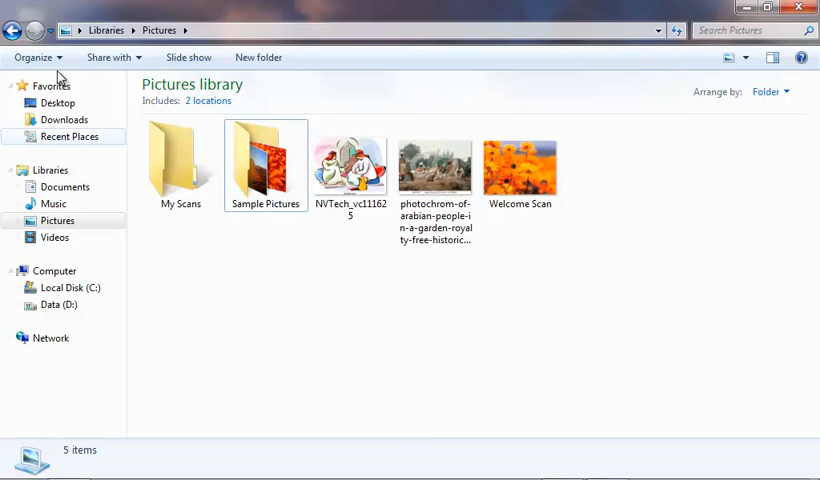 Libraries Pictures
Search Pictures
Organize Share with Slide show New folder
Favorites
Desktop
Downloads
Recent Places
Libraries
Documents
Music
Pictures
Videos
Computer
Local Disk (C:)
Data (D:)
Network
Pictures library
Includes: 2 locations
Arrange by: Folder
My Scans
Sample Pictures
NVTech_vc11162
5
photochrom-of-
arabian-people-i
n-a-garden-royal
ty-free-historic...
Welcome Scan
5 items